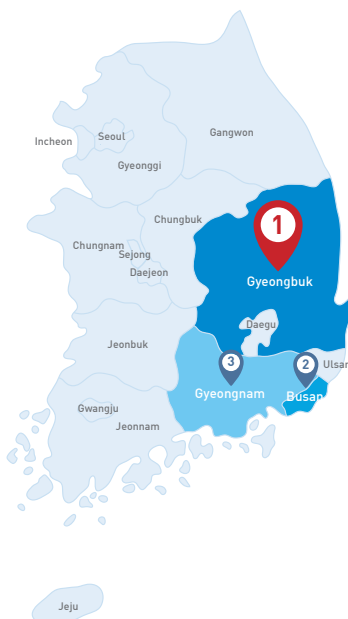 Gangwon
Incheon
Seoul
Gyeonggi
Chungbuk
1
Chungnam
Sejong
Daejeon
Gyeongbuk
Daegu
Jeonbuk
3
2
Ulsan
Gyeongnam
Busan
Gwangju
Jeonnam
Jeju